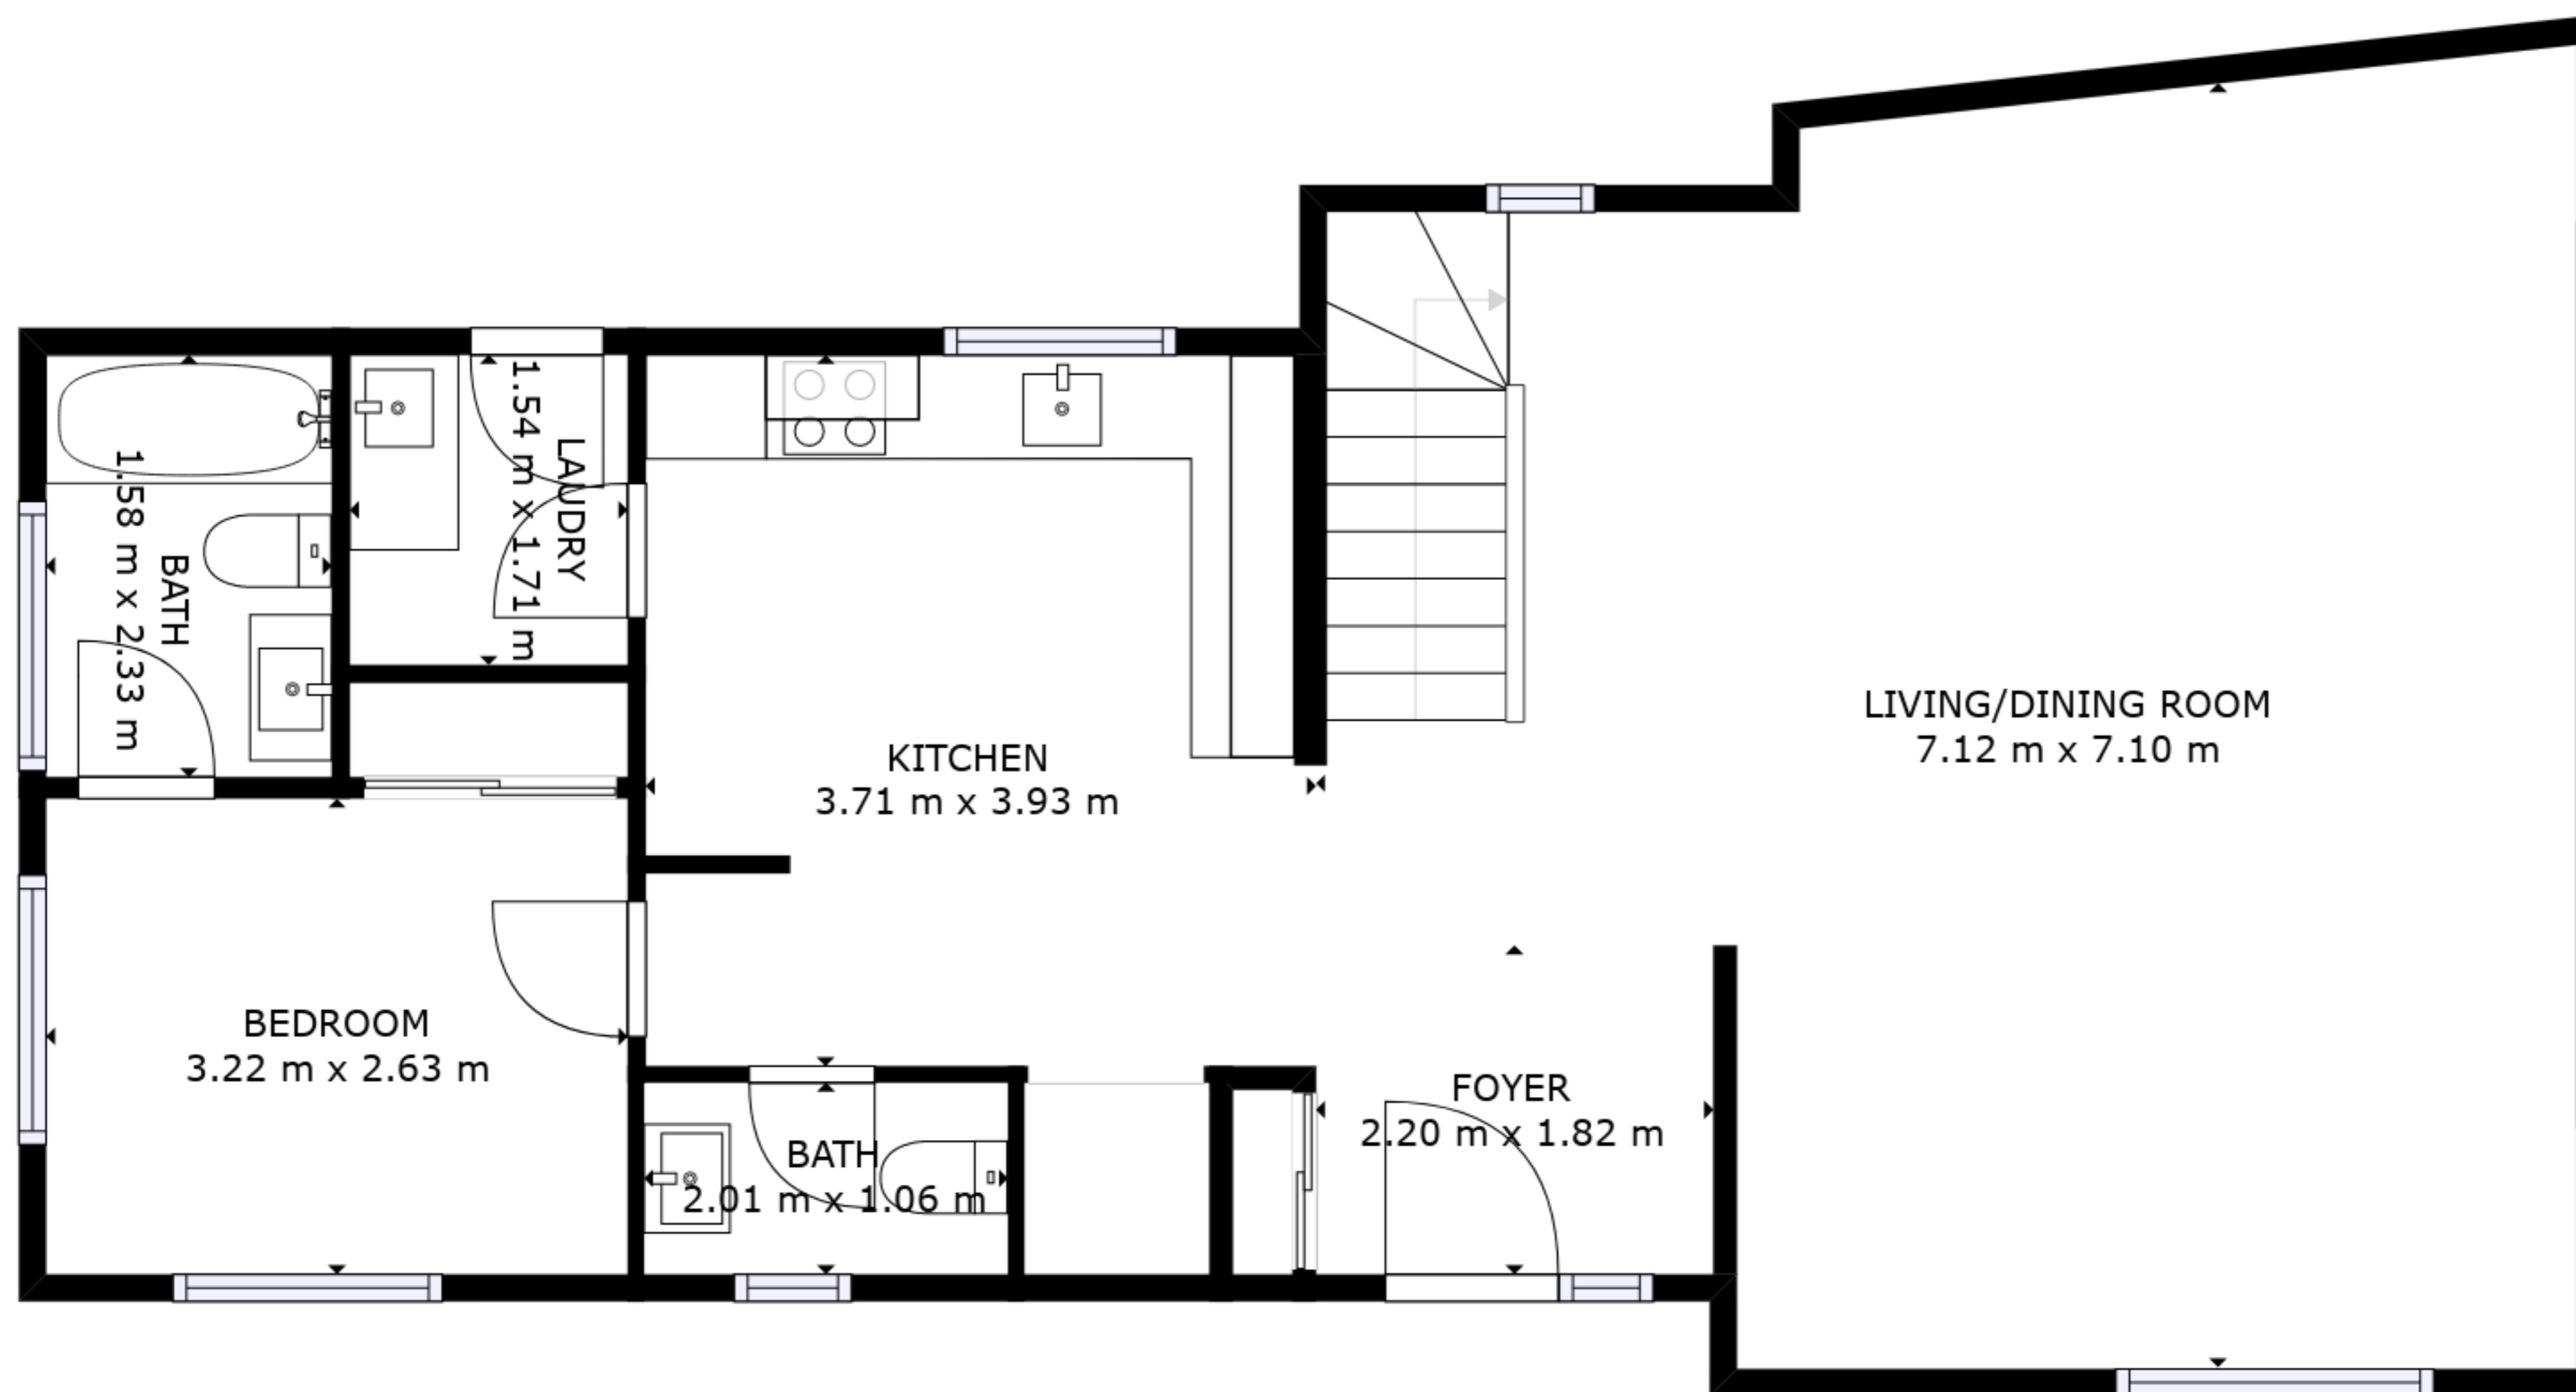 BATH
1.58 m x 2.33 m
LAUDRY
1.54 m x 1.71 m
KITCHEN
3.71 m x 3.93 m
LIVING/DINING ROOM
7.12 m x 7.10 m
BEDROOM
3.22 m x 2.63 m
BATH
2.01 m x 1.06 m
FOYER
2.20 m x 1.82 m